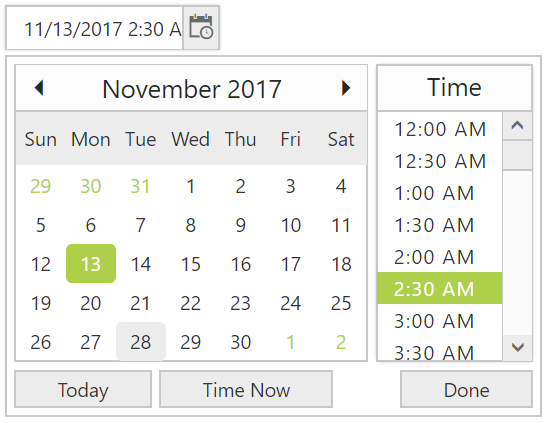 11/13/2017 2:30 A
November 2017
Sun Mon Tue Wed Thu Fri Sat
29 30 31 1 2 3 4
5 6 7 8 9 10 11
12 13 14 15 16 17 18
19 20 21 22 23 24 25
26 27 28 29 30 1 2
Time
12:00 AM
12:30 AM
1:00 AM
1:30 AM
2:00 AM
2:30 AM
3:00 AM
3:30 AM
Today
Time Now
Done